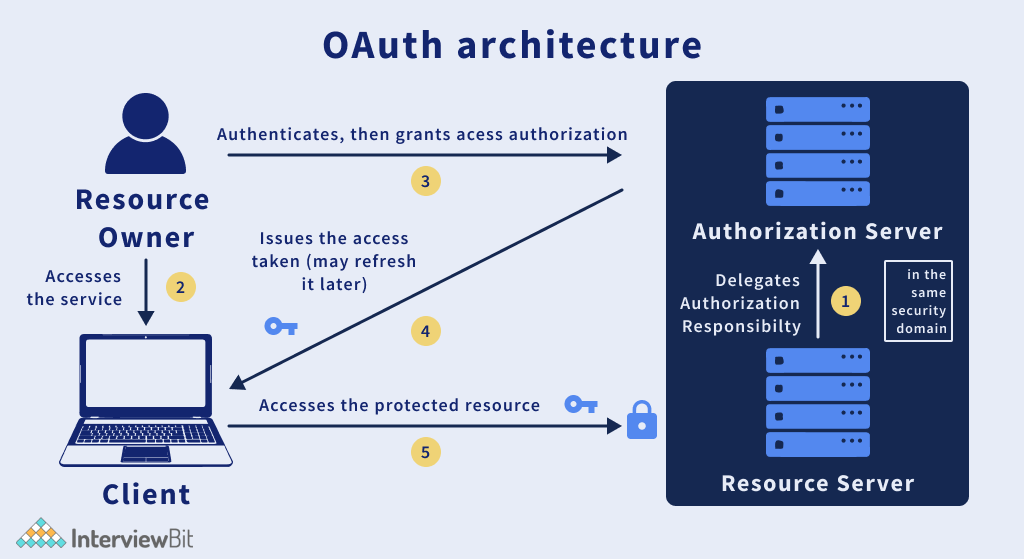 OAuth architecture
Authenticates, then grants acess authorization
3
Resource
Owner
Authorization Server
Issues the access
taken (may refresh
it later)
Accesses
the service
2
Delegates
Authorization
Responsibilty
1
in the
same
security
domain
4
Accesses the protected resource
5
Client
Resource Server
InterviewBit